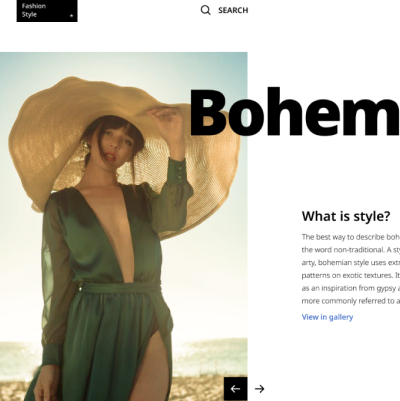 Fashion
Style
SEARCH
Bohem
What is style?
The best way to describe boh
the word non-traditional. A st
arty, bohemian style uses extr
patterns on exotic textures. It
as an inspiration from gypsy a
more commonly referred to a
View in gallery